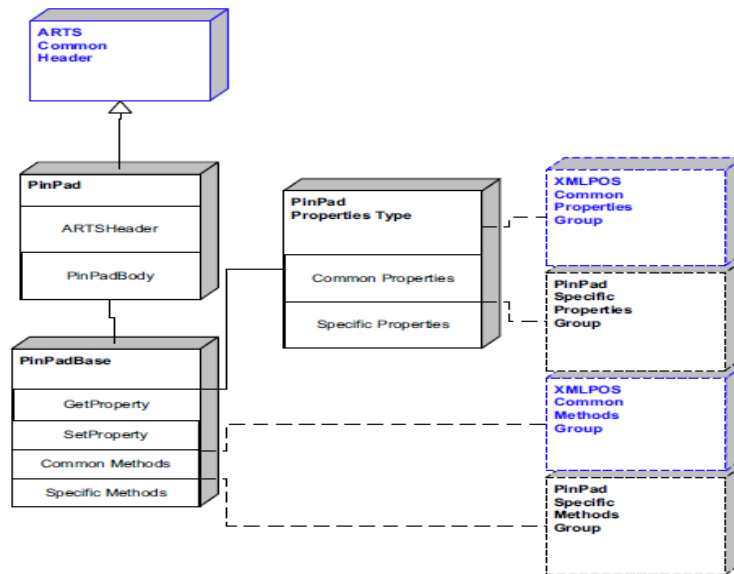 ARTS
Common
Header
PinPad
ARTSHeader
PinPadBody
PinPad
Properties Type
Common Properties
Specific Properties
XMLPOS
Common
Properties
Group
PinPad
Specific
Properties
Group
PinPadBase
GetProperty
SetProperty
Common Methods
Specific Methods
XMLPOS
Common
Methods
Group
PinPad
Specific
Methods
Group